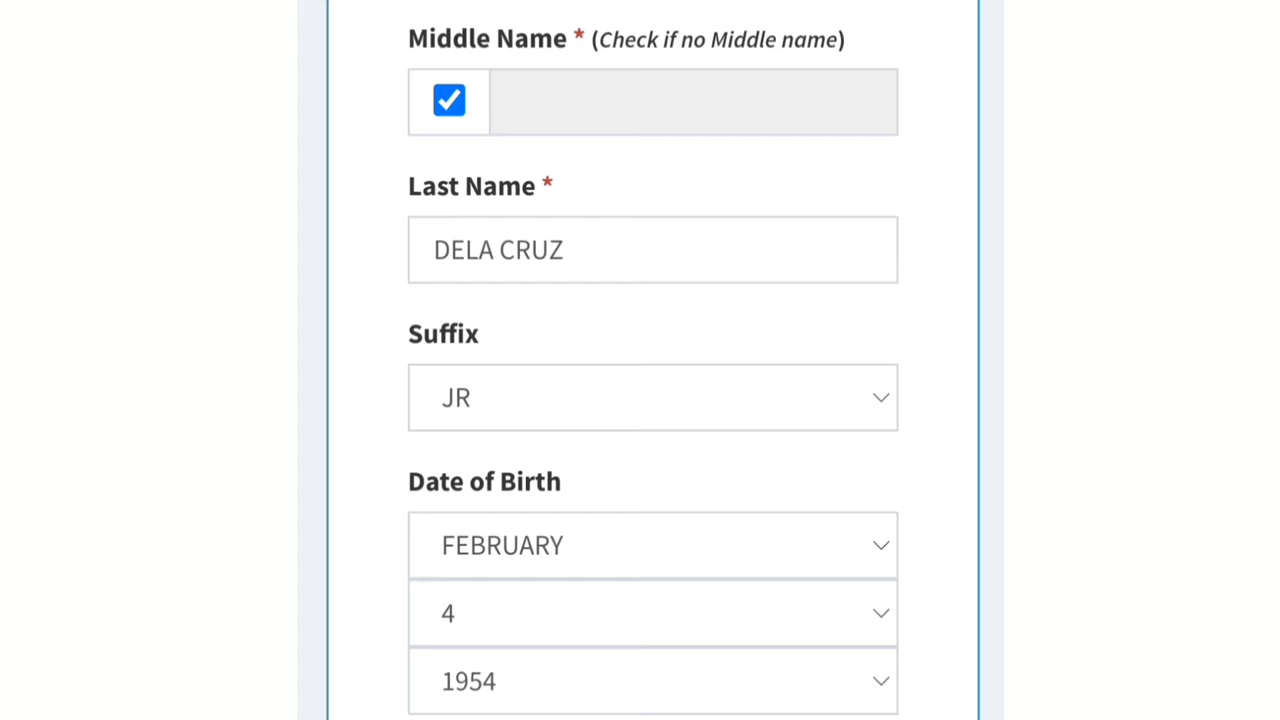 Middle Name * (Check if no Middle name)
Last Name *
DELA CRUZ
Suffix
JR
Date of Birth
FEBRUARY
4
1954